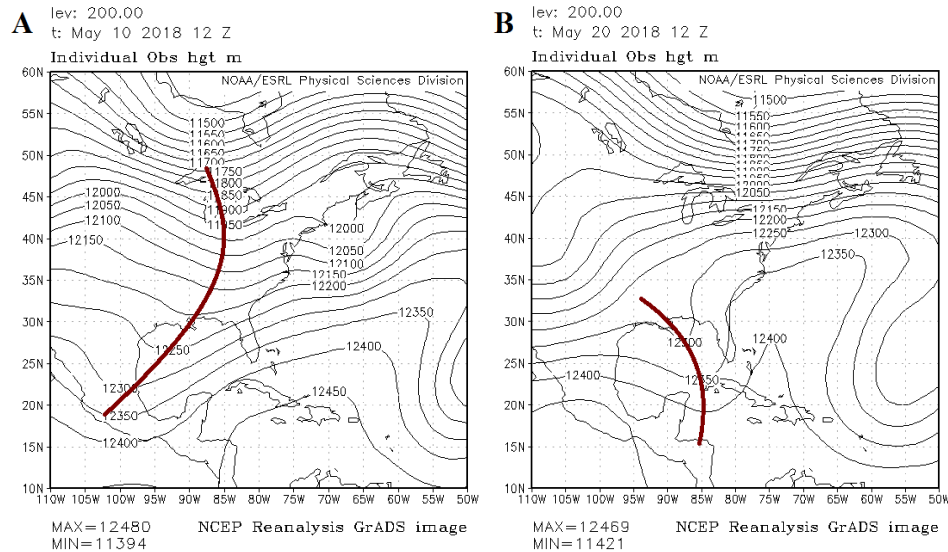 A
lev: 200.00
t: May 10 2018 12 Z
Individual Obs hgt m
NOAA/ESRL Physical Sciences Division
60N
55N
50N
45N
40N
35N
30N
25N
20N
15N
10N
11500
11550
11600
11650
11700
11750
11800
11850
11900
11950
12000
12050
12100
12150
12000
12050
12100
12150
12200
12250
12300
12350
12400
12350
12400
12450
110W 105W 100W 95W 90W 85W 80W 75W 70W 65W 60W 55W 50W
MAX=12480
MIN=11394
NCEP Reanalysis GrADS image
B
lev: 200.00
t: May 20 2018 12 Z
Individual Obs hgt m
NOAA/ESRL Physical Sciences Division
60N
55N
50N
45N
40N
35N
30N
25N
20N
15N
10N
11500
11550
11600
11650
11700
11750
12000
12050
12150
12200
12250
12300
12350
12300
12350
12400
12400
110W 105W 100W 95W 90W 85W 80W 75W 70W 65W 60W 55W 50W
MAX=12469
MIN=11421
NCEP Reanalysis GrADS image